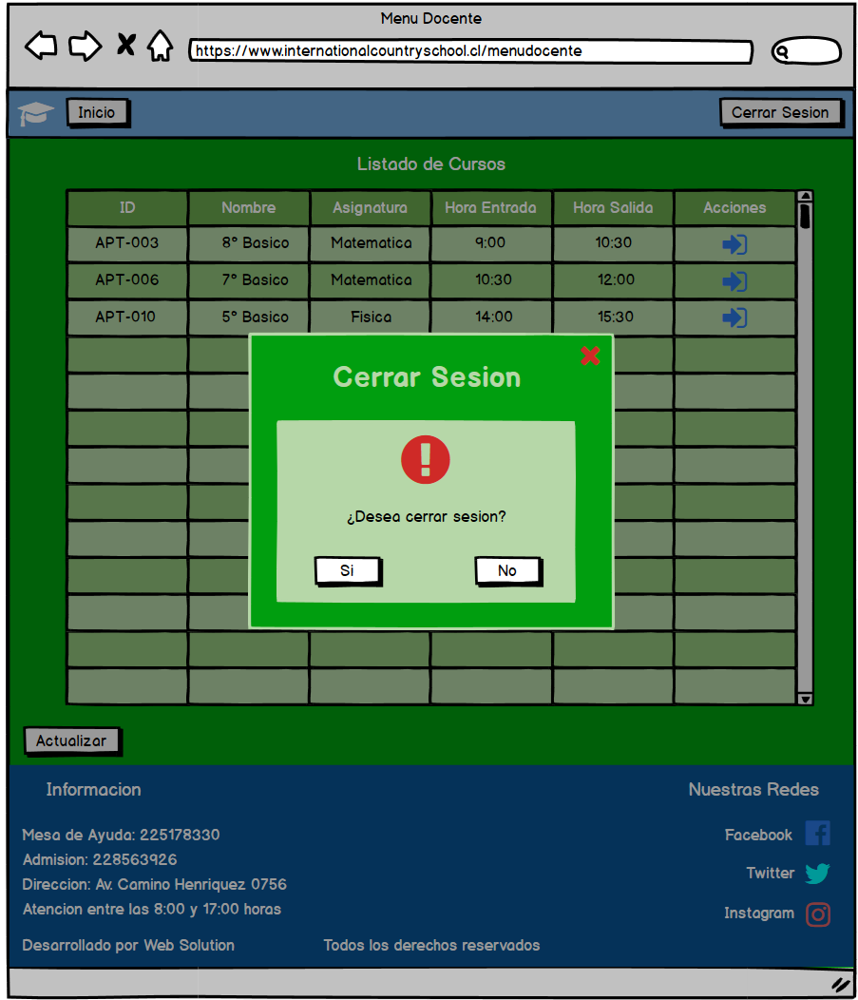 Menu Docente
https://www.internationalcountryschool.cl/menudocente
Inicio
Cerrar Sesion
Listado de Cursos
ID Nombre Asignatura Hora Entrada Hora Salida Acciones
APT-003 8° Basico Matematica 9:00 10:30
APT-006 7° Basico Matematica 10:30 12:00
APT-010 5° Basico Fisica 14:00 15:30
Cerrar Sesion
¿Desea cerrar sesion?
Si No
Actualizar
Informacion
Mesa de Ayuda: 225178330
Admision: 228563926
Direccion: Av. Camino Henriquez 0756
Atencion entre las 8:00 y 17:00 horas
Nuestras Redes
Facebook
Twitter
Instagram
Desarrollado por Web Solution
Todos los derechos reservados